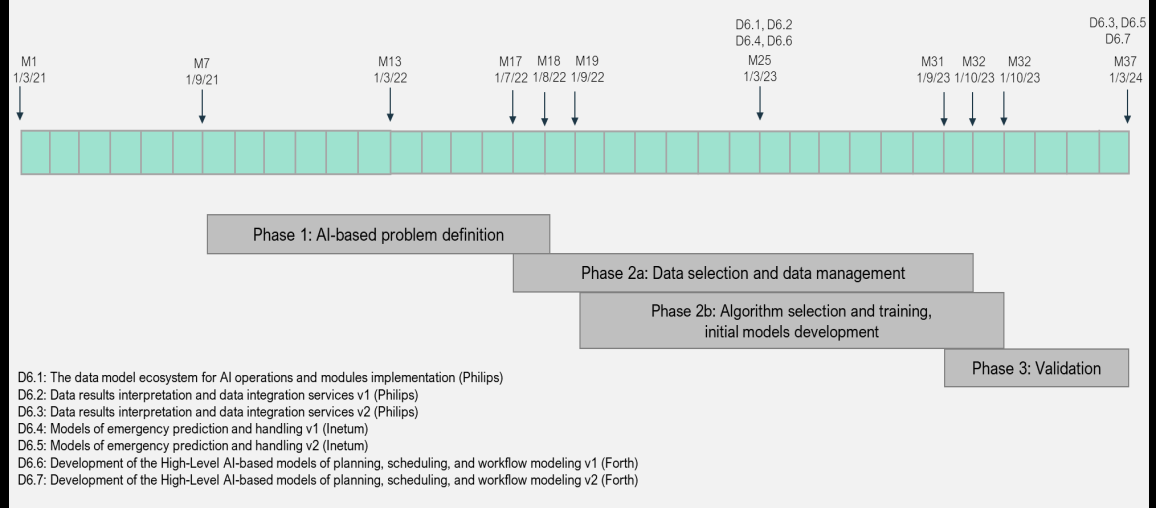 D6.1, D6.2
D6.4, D6.6
D6.3, D6.5
D6.7
M1
1/3/21
M7
1/9/21
M13
1/3/22
M17
1/7/22
M18
1/8/22
M19
1/9/22
M25
1/3/23
M31
1/9/23
M32
1/10/23
M32
1/10/23
M37
1/3/24
Phase 1: AI-based problem definition
Phase 2a: Data selection and data management
Phase 2b: Algorithm selection and training,
initial models development
Phase 3: Validation
D6.1: The data model ecosystem for AI operations and modules implementation (Philips)
D6.2: Data results interpretation and data integration services v1 (Philips)
D6.3: Data results interpretation and data integration services v2 (Philips)
D6.4: Models of emergency prediction and handling v1 (Inetum)
D6.5: Models of emergency prediction and handling v2 (Inetum)
D6.6: Development of the High-Level AI-based models of planning, scheduling, and workflow modeling v1 (Forth)
D6.7: Development of the High-Level AI-based models of planning, scheduling, and workflow modeling v2 (Forth)